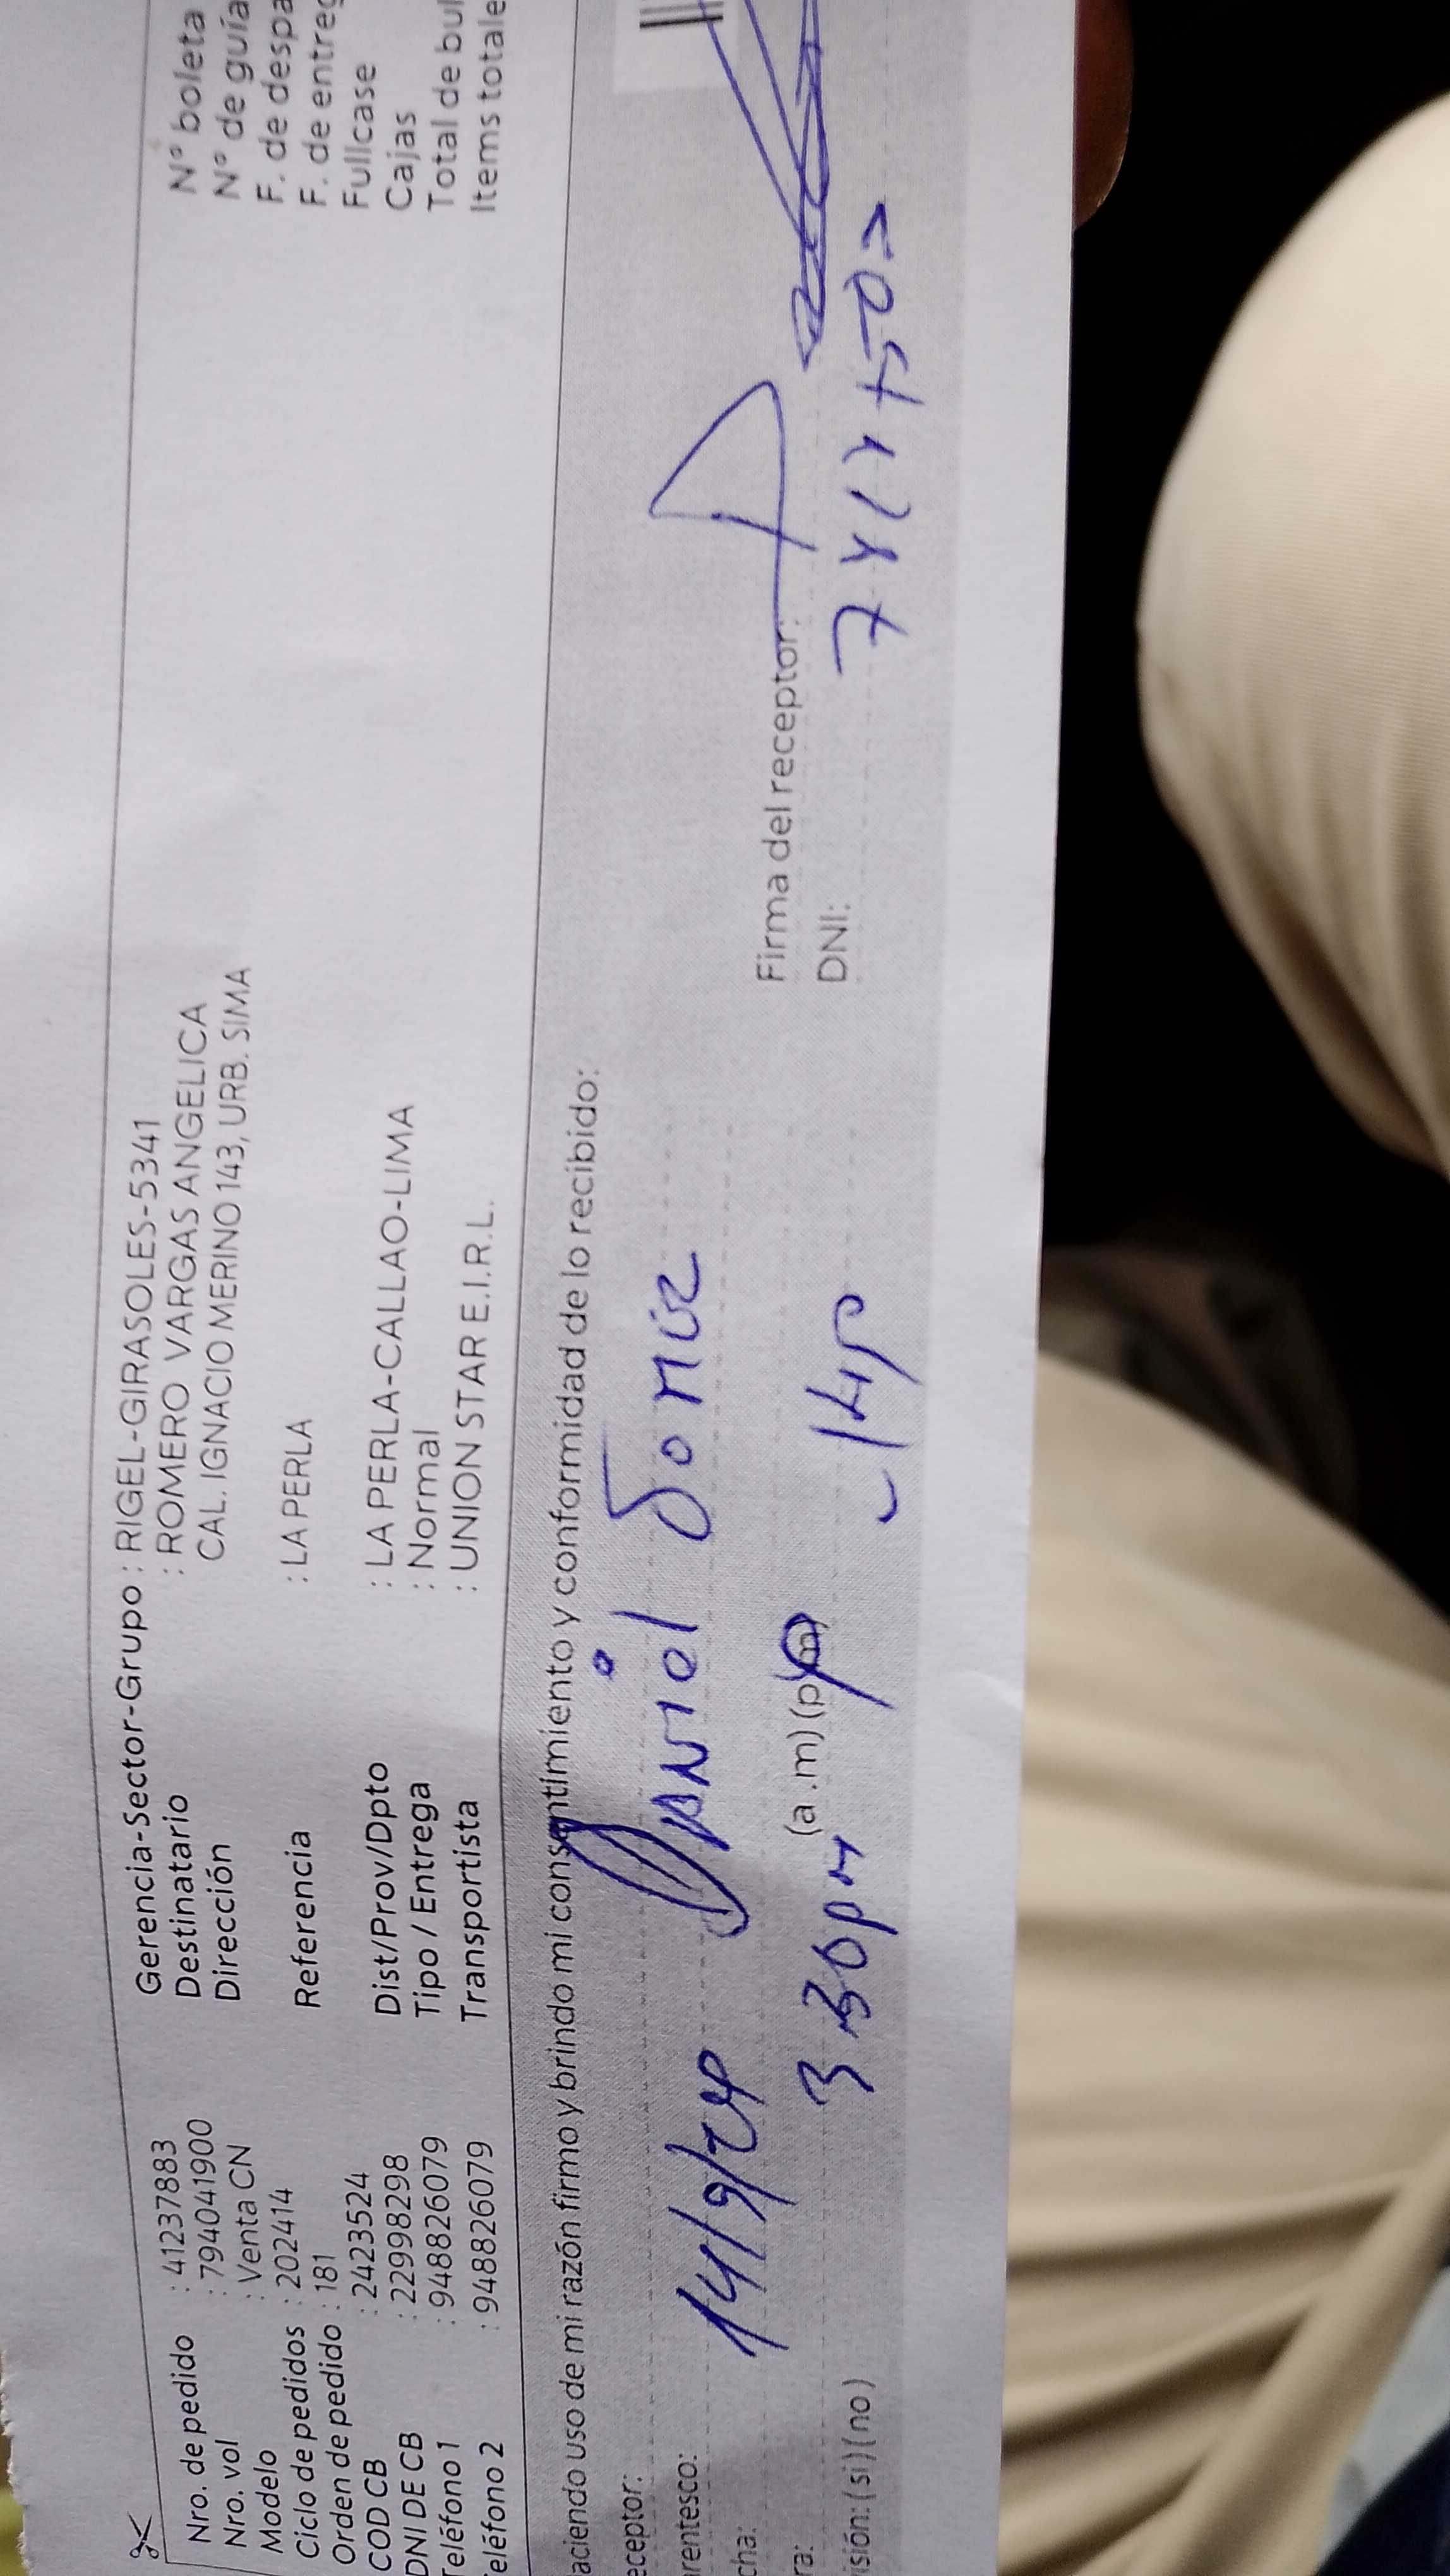 Nro. de pedido : 41237883
Nro. vol : 794041900
Modelo : Venta CN
Ciclo de pedidos : 202414
Orden de pedido : 181
COD CB : 2423524
DNI DE CB : 22998298
Teléfono 1 : 948826079
eléfono 2 : 948826079
Gerencia-Sector-Grupo : RIGEL-GIRASOLES-5341
Destinatario : ROMERO VARGAS ANGELICA
Dirección CAL. IGNACIO MERINO 143, URB. SIMA
Referencia : LA PERLA
Dist/Prov/Dpto : LA PERLA-CALLAO-LIMA
Tipo / Entrega : Normal
Transportista : UNION STAR E.I.R.L.
N° boleta
N° de guía
F. de despa
F. de entreg
Fullcase
Cajas
Total de bul
Items totale
aciendo uso de mi razón firmo y brindo mi consentimiento y conformidad de lo recibido:
eceptor: Daniel
rentesco:
cha: 14/9/24
ra: 3 30pm (a .m) (p.m)
isión: ( si ) ( no )
Firma del receptor:
DNI: